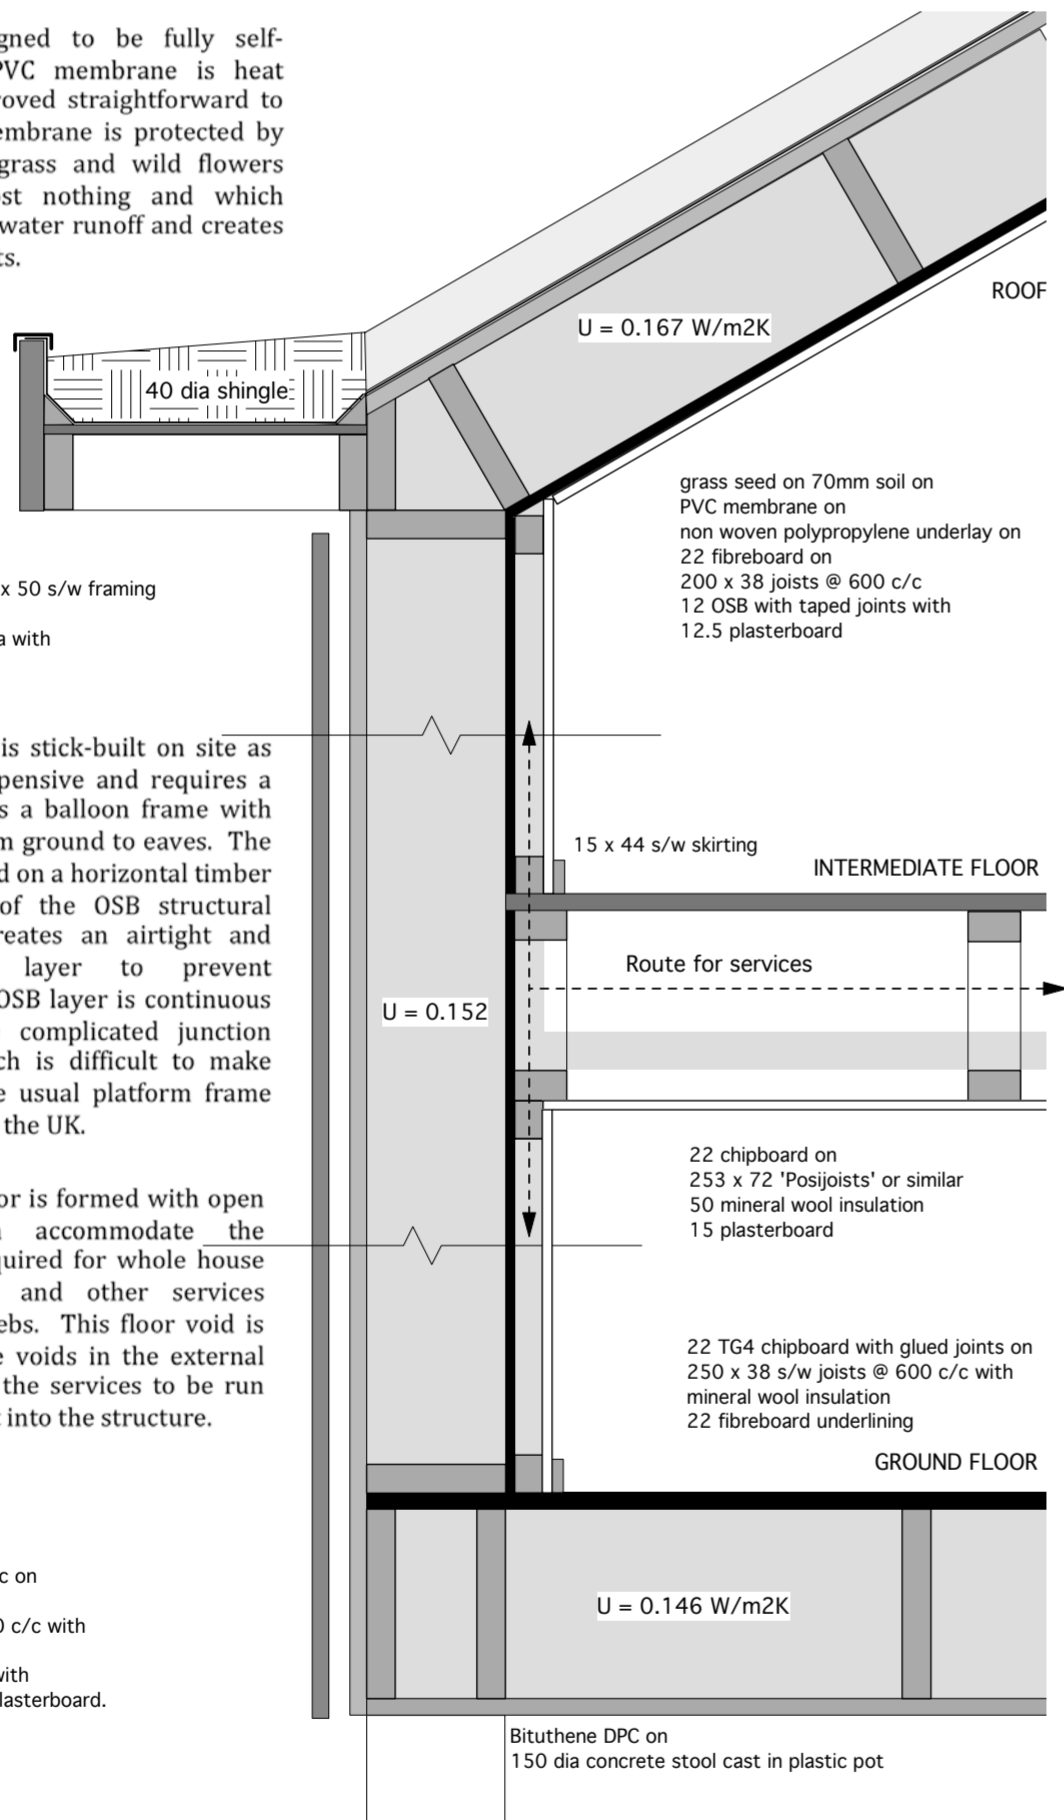 gned to be fully self-
PVC membrane is heat
oved straightforward to
embrane is protected by
grass and wild flowers
ost nothing and which
water runoff and creates
ts.
ROOF
U = 0.167 W/m2K
40 dia shingle
grass seed on 70mm soil on
PVC membrane on
non woven polypropylene underlay on
22 fibreboard on
200 x 38 joists @ 600 c/c
12 OSB with taped joints with
12.5 plasterboard
x 50 s/w framing
a with
is stick-built on site as
pensive and requires a
s a balloon frame with
m ground to eaves. The
d on a horizontal timber
of the OSB structural
reates an airtight and
layer to prevent
OSB layer is continuous
complicated junction
ch is difficult to make
e usual platform frame
the UK.
15 x 44 s/w skirting
INTERMEDIATE FLOOR
Route for services
U = 0.152
22 chipboard on
253 x 72 'Posijoists' or similar
50 mineral wool insulation
15 plasterboard
or is formed with open
accommodate the
quired for whole house
and other services
ebs. This floor void is
e voids in the external
the services to be run
t into the structure.
22 TG4 chipboard with glued joints on
250 x 38 s/w joists @ 600 c/c with
mineral wool insulation
22 fibreboard underlining
GROUND FLOOR
c on
0 c/c with
with
lasterboard.
U = 0.146 W/m2K
Bituthene DPC on
150 dia concrete stool cast in plastic pot